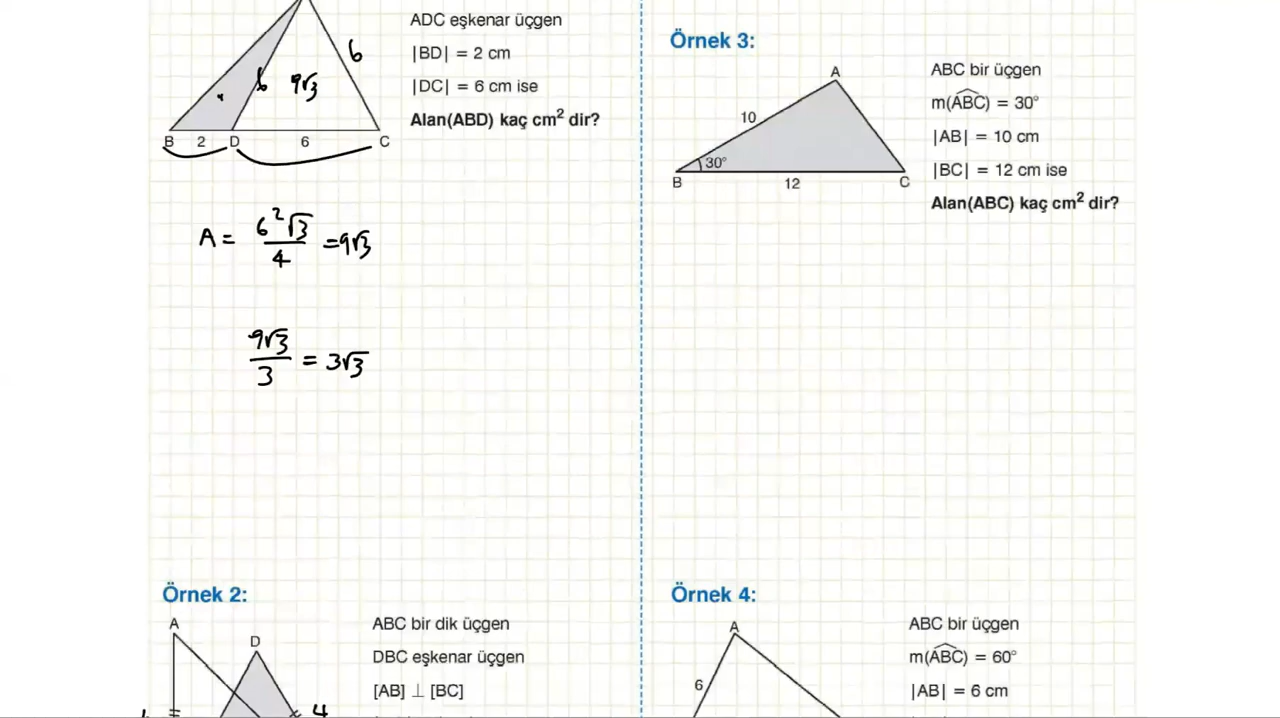 ADC eşkenar üçgen
|BD| = 2 cm
|DC| = 6 cm ise
Alan(ABD) kaç cm² dir?
6
6
9√3
B 2 D 6 C
A = 6²√3 / 4 = 9√3
9√3 / 3 = 3√3
Örnek 2:
A
D
ABC bir dik üçgen
DBC eşkenar üçgen
[AB] ⊥ [BC]
4
Örnek 3:
A
10
30°
B 12 C
ABC bir üçgen
m(ABC) = 30°
|AB| = 10 cm
|BC| = 12 cm ise
Alan(ABC) kaç cm² dir?
Örnek 4:
A
6
ABC bir üçgen
m(ABC) = 60°
|AB| = 6 cm